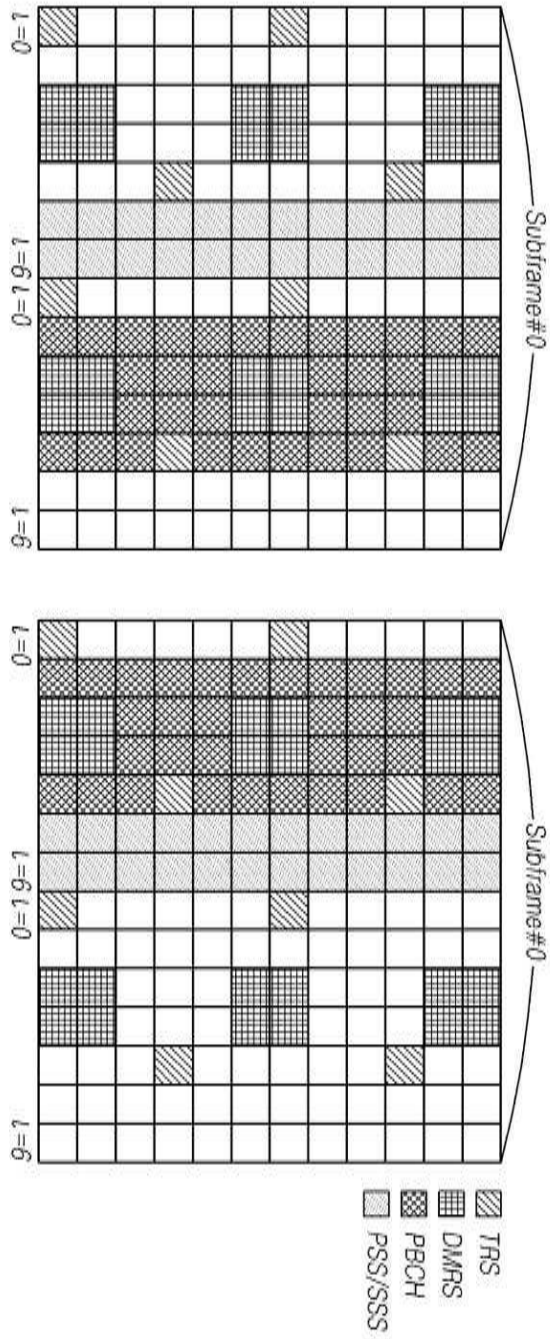 Subframe#0
l=0
l=6 l=0
l=6
Subframe#0
l=0
l=6 l=0
l=6
TRS
DMRS
PBCH
PSS/SSS